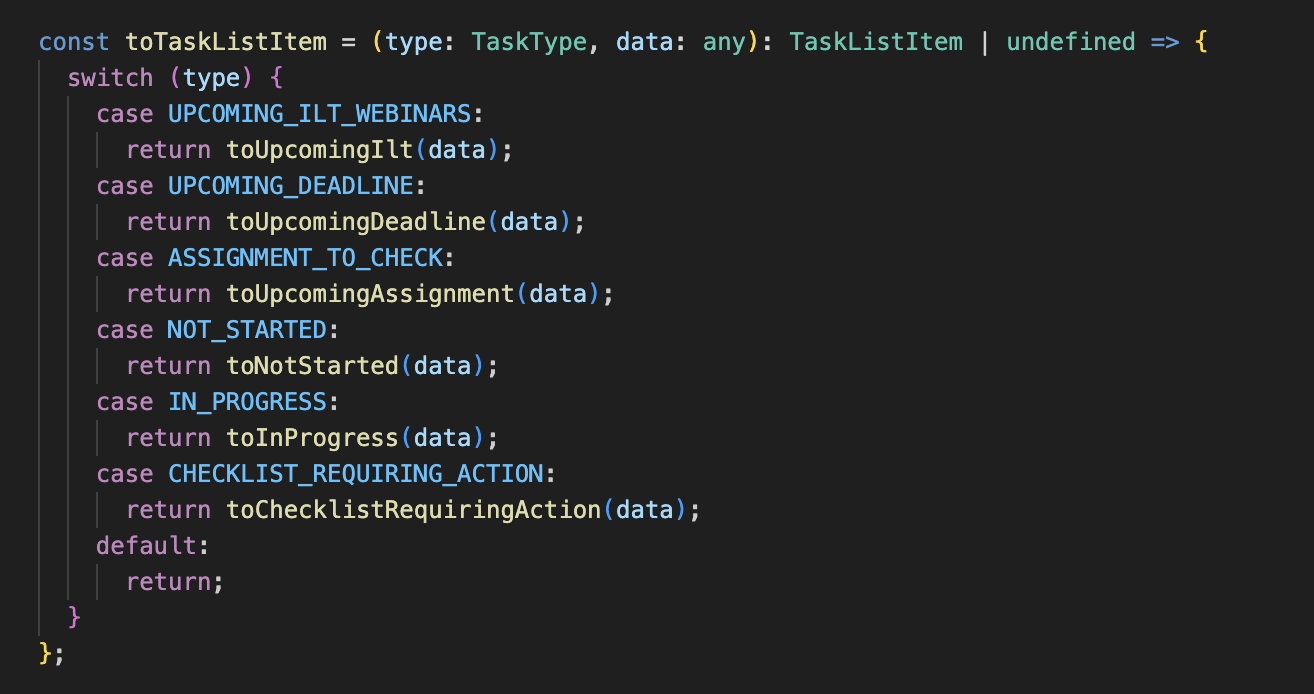 const toTaskListItem = (type: TaskType, data: any): TaskListItem | undefined => {
  switch (type) {
    case UPCOMING_ILT_WEBINARS:
      return toUpcomingIlt(data);
    case UPCOMING_DEADLINE:
      return toUpcomingDeadline(data);
    case ASSIGNMENT_TO_CHECK:
      return toUpcomingAssignment(data);
    case NOT_STARTED:
      return toNotStarted(data);
    case IN_PROGRESS:
      return toInProgress(data);
    case CHECKLIST_REQUIRING_ACTION:
      return toChecklistRequiringAction(data);
    default:
      return;
  }
};